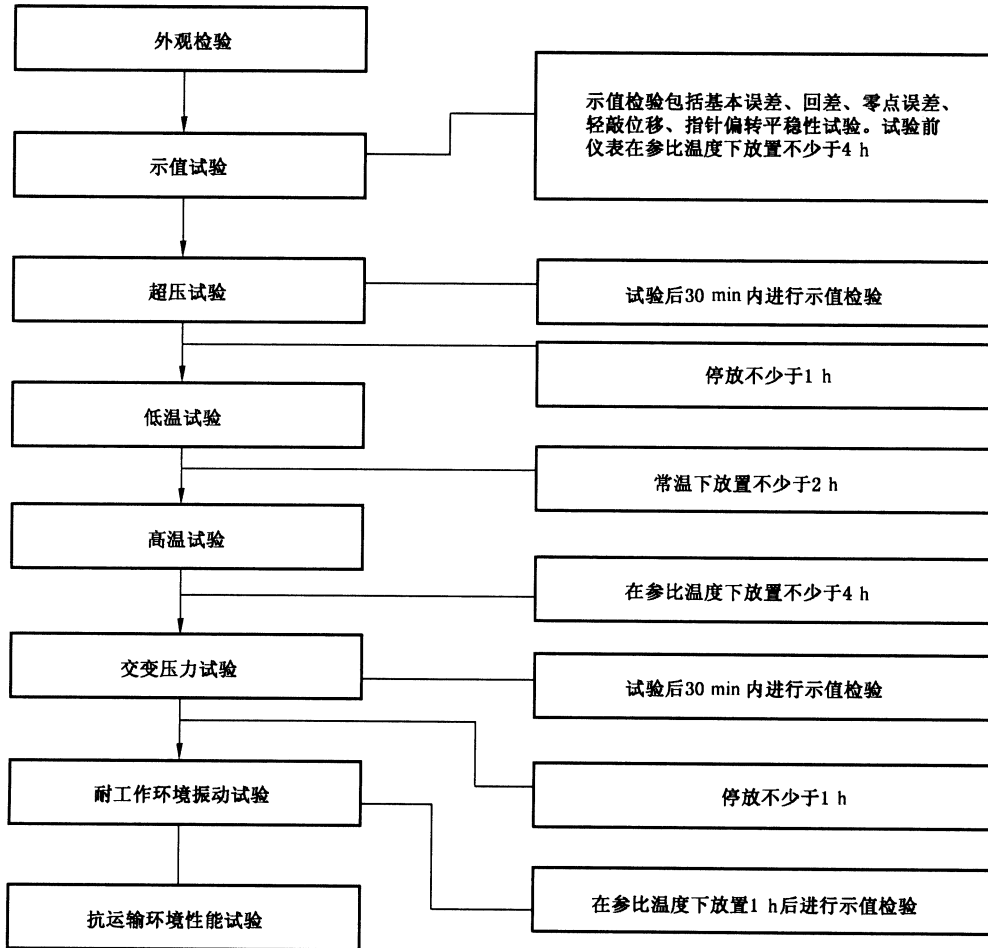 外观检验
示值检验包括基本误差、回差、零点误差、
轻敲位移、指针偏转平稳性试验。试验前
仪表在参比温度下放置不少于4 h
示值试验
超压试验
试验后30 min 内进行示值检验
停放不少于1 h
低温试验
常温下放置不少于2 h
高温试验
在参比温度下放置不少于4 h
交变压力试验
试验后30 min 内进行示值检验
耐工作环境振动试验
停放不少于1 h
在参比温度下放置1 h后进行示值检验
抗运输环境性能试验